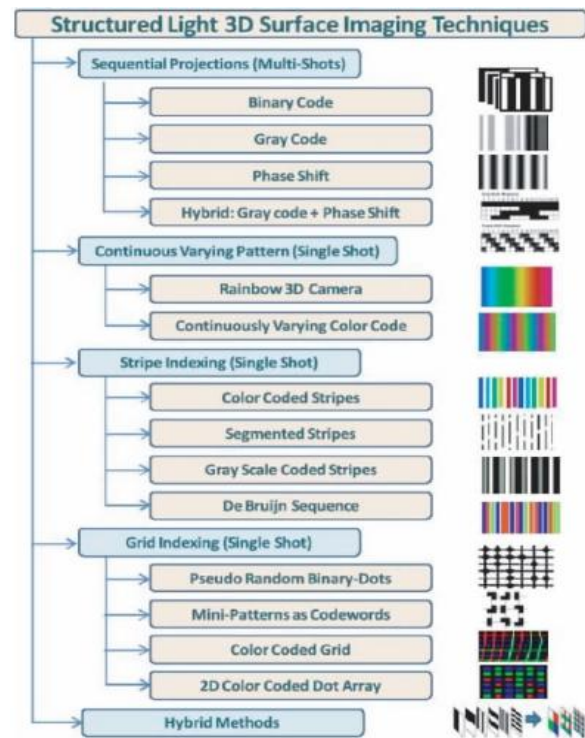 Structured Light 3D Surface Imaging Techniques
Sequential Projections (Multi-Shots)
Binary Code
Gray Code
Phase Shift
Hybrid: Gray code + Phase Shift
Continuous Varying Pattern (Single Shot)
Rainbow 3D Camera
Continuously Varying Color Code
Stripe Indexing (Single Shot)
Color Coded Stripes
Segmented Stripes
Gray Scale Coded Stripes
De Bruijn Sequence
Grid Indexing (Single Shot)
Pseudo Random Binary-Dots
Mini-Patterns as Codewords
Color Coded Grid
2D Color Coded Dot Array
Hybrid Methods